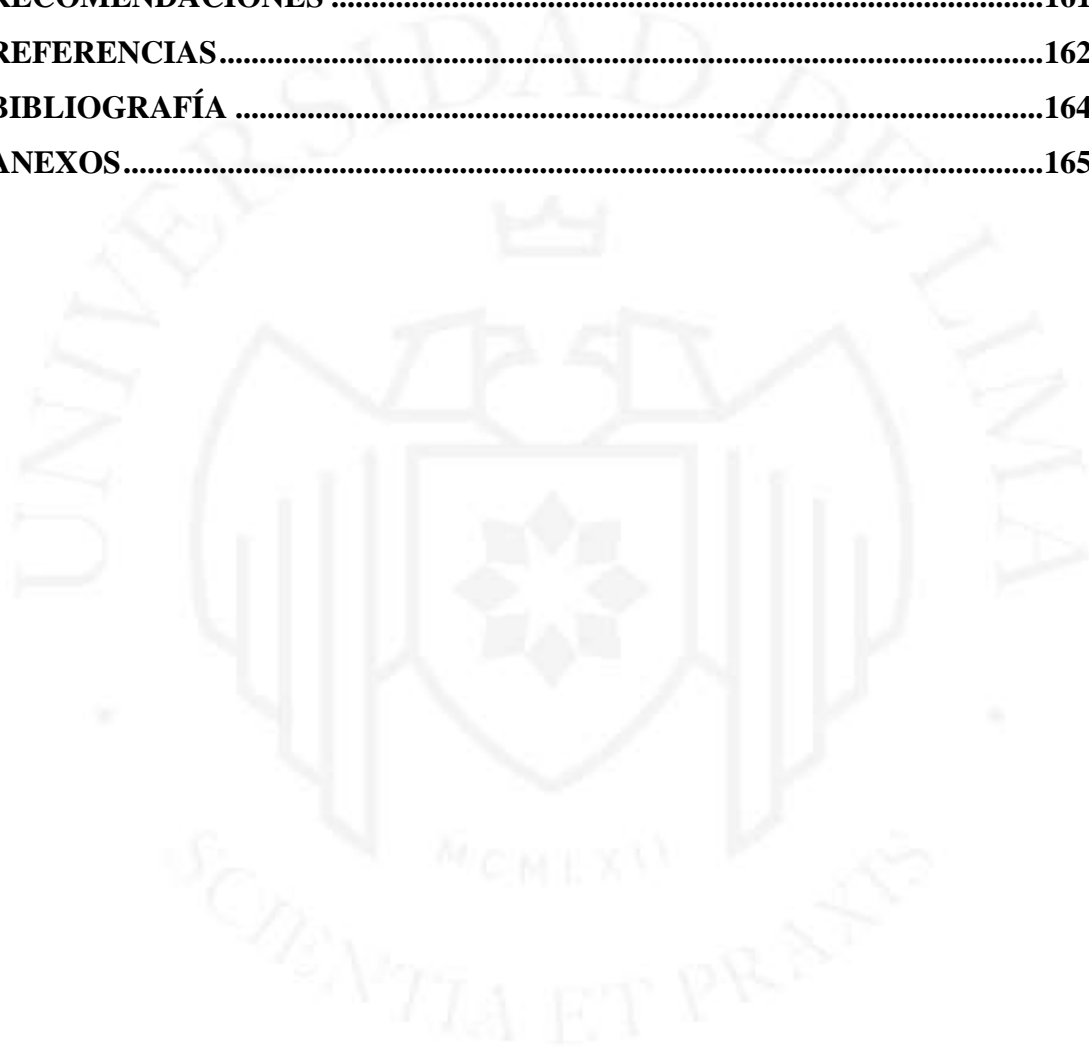 RECOMENDACIONES ..........................................................................................161
REFERENCIAS.........................................................................................................162
BIBLIOGRAFÍA .......................................................................................................164
ANEXOS.....................................................................................................................165
UNIVERSIDAD DE LIMA
MCMLXII
SCIENTIA ET PRAXIS